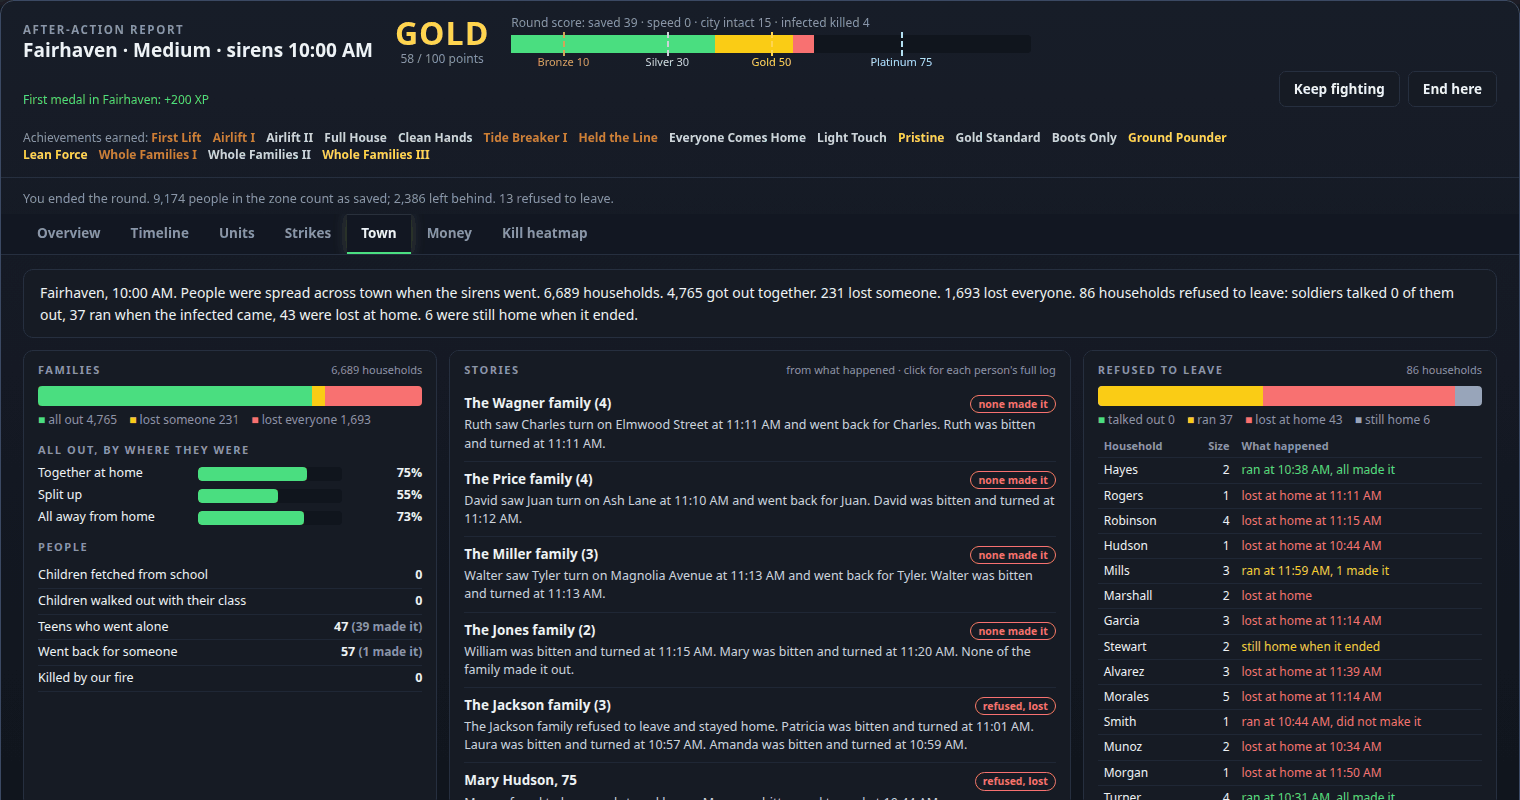 AFTER-ACTION REPORT
Fairhaven · Medium · sirens 10:00 AM
GOLD
58 / 100 points
Round score: saved 39 · speed 0 · city intact 15 · infected killed 4
Bronze 10
Silver 30
Gold 50
Platinum 75
First medal in Fairhaven: +200 XP
Keep fighting
End here
Achievements earned: First Lift Airlift I Airlift II Full House Clean Hands Tide Breaker I Held the Line Everyone Comes Home Light Touch Pristine Gold Standard Boots Only Ground Pounder
Lean Force Whole Families I Whole Families II Whole Families III
You ended the round. 9,174 people in the zone count as saved; 2,386 left behind. 13 refused to leave.
Overview Timeline Units Strikes Town Money Kill heatmap
Fairhaven, 10:00 AM. People were spread across town when the sirens went. 6,689 households. 4,765 got out together. 231 lost someone. 1,693 lost everyone. 86 households refused to leave: soldiers talked 0 of them
out, 37 ran when the infected came, 43 were lost at home. 6 were still home when it ended.
FAMILIES 6,689 households
all out 4,765 lost someone 231 lost everyone 1,693
ALL OUT, BY WHERE THEY WERE
Together at home 75%
Split up 55%
All away from home 73%
PEOPLE
Children fetched from school 0
Children walked out with their class 0
Teens who went alone 47 (39 made it)
Went back for someone 57 (1 made it)
Killed by our fire 0
STORIES from what happened · click for each person's full log
The Wagner family (4) none made it
Ruth saw Charles turn on Elmwood Street at 11:11 AM and went back for Charles. Ruth was bitten
and turned at 11:11 AM.
The Price family (4) none made it
David saw Juan turn on Ash Lane at 11:10 AM and went back for Juan. David was bitten and turned at
11:12 AM.
The Miller family (3) none made it
Walter saw Tyler turn on Magnolia Avenue at 11:13 AM and went back for Tyler. Walter was bitten
and turned at 11:13 AM.
The Jones family (2) none made it
William was bitten and turned at 11:15 AM. Mary was bitten and turned at 11:20 AM. None of the
family made it out.
The Jackson family (3) refused, lost
The Jackson family refused to leave and stayed home. Patricia was bitten and turned at 11:01 AM.
Laura was bitten and turned at 10:57 AM. Amanda was bitten and turned at 10:59 AM.
Mary Hudson, 75 refused, lost
REFUSED TO LEAVE 86 households
talked out 0 ran 37 lost at home 43 still home 6
Household Size What happened
Hayes 2 ran at 10:38 AM, all made it
Rogers 1 lost at home at 11:11 AM
Robinson 4 lost at home at 11:15 AM
Hudson 1 lost at home at 10:44 AM
Mills 3 ran at 11:59 AM, 1 made it
Marshall 2 lost at home
Garcia 3 lost at home at 11:14 AM
Stewart 2 still home when it ended
Alvarez 3 lost at home at 11:39 AM
Morales 5 lost at home at 11:14 AM
Smith 1 ran at 10:44 AM, did not make it
Munoz 2 lost at home at 10:34 AM
Morgan 1 lost at home at 11:50 AM
Turner 4 ran at 10:31 AM, all made it